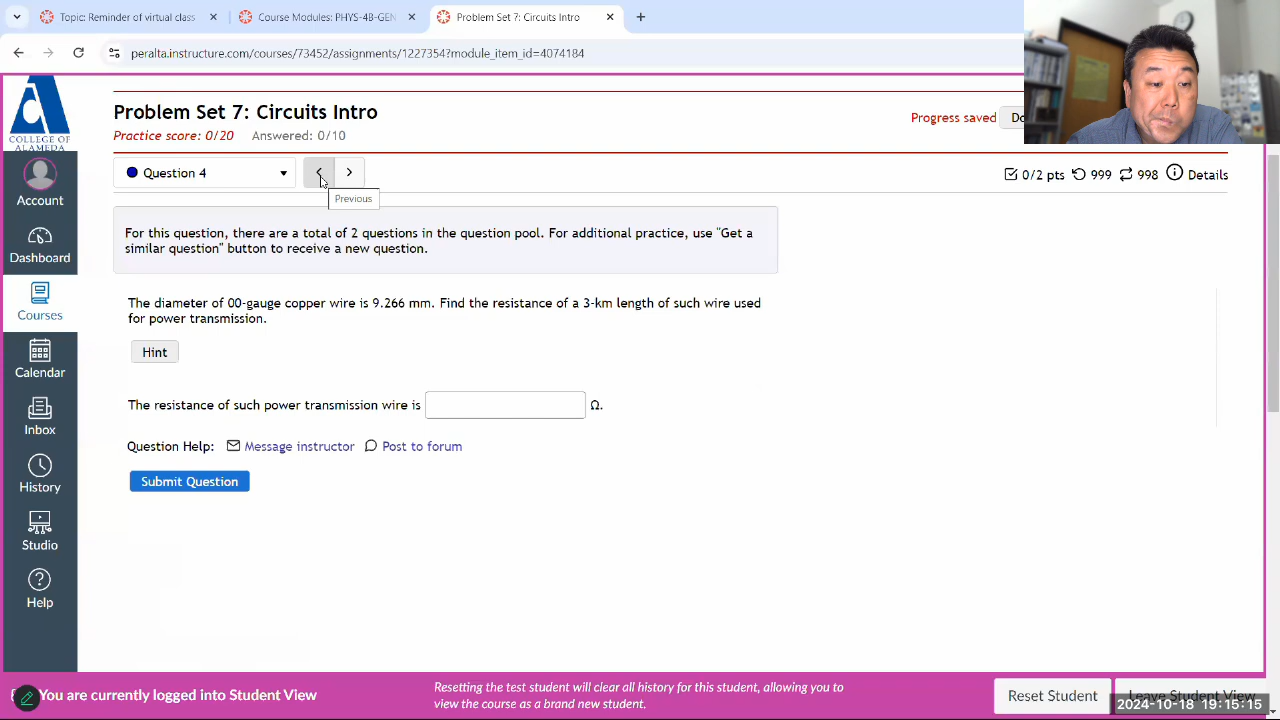 Topic: Reminder of Voltage
Courses: Modules: PHYS-4B-GEN
Problem Set 7: Circuits Intro
peralta.instructure.com/courses/73452/assignments/1227354?module_item_id=4074184
COLLEGE OF
ALAMEDA
Account
Dashboard
Courses
Calendar
Inbox
History
Studio
Help
Problem Set 7: Circuits Intro
Practice score: 0/20 Answered: 0/10
Progress saved
Question 4
Previous
0/2 pts 999 998 Details
For this question, there are a total of 2 questions in the question pool. For additional practice, use "Get a
similar question" button to receive a new question.
The diameter of 00-gauge copper wire is 9.266 mm. Find the resistance of a 3-km length of such wire used
for power transmission.
Hint
The resistance of such power transmission wire is Ω.
Question Help: Message instructor Post to forum
Submit Question
You are currently logged into Student View
Resetting the test student will clear all history for this student, allowing you to
view the course as a brand new student.
Reset Student
Leave Student View
2024-10-18 19:15:15